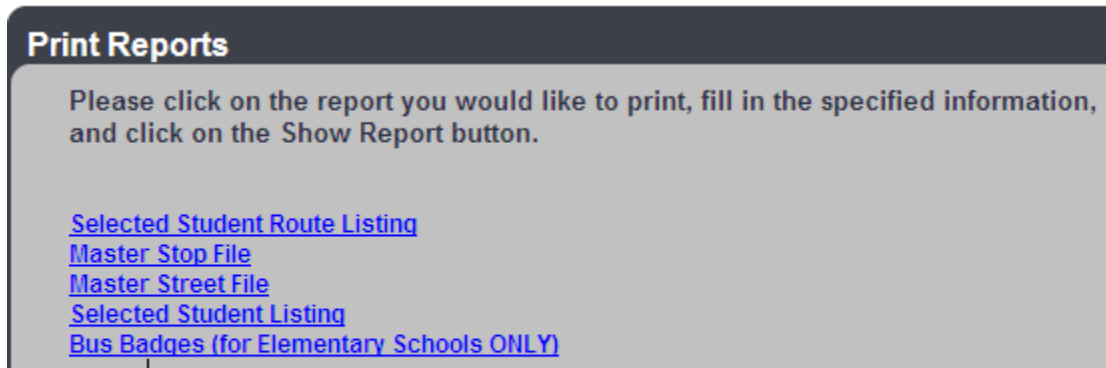 Print Reports
Please click on the report you would like to print, fill in the specified information,
and click on the Show Report button.
Selected Student Route Listing
Master Stop File
Master Street File
Selected Student Listing
Bus Badges (for Elementary Schools ONLY)